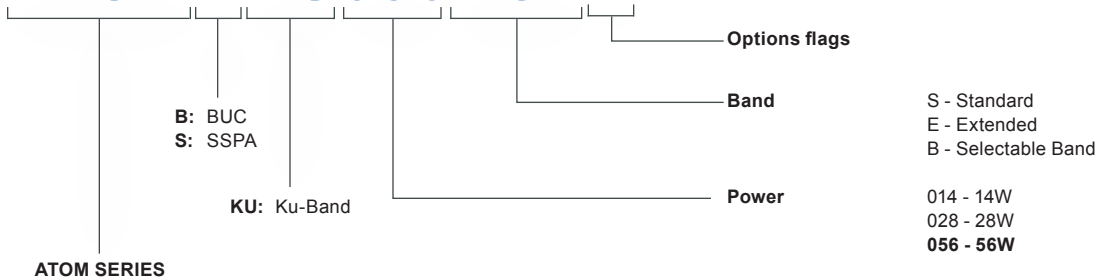 Options flags
Band
S - Standard
E - Extended
B - Selectable Band
B: BUC
S: SSPA
Power
014 - 14W
028 - 28W
056 - 56W
KU: Ku-Band
ATOM SERIES